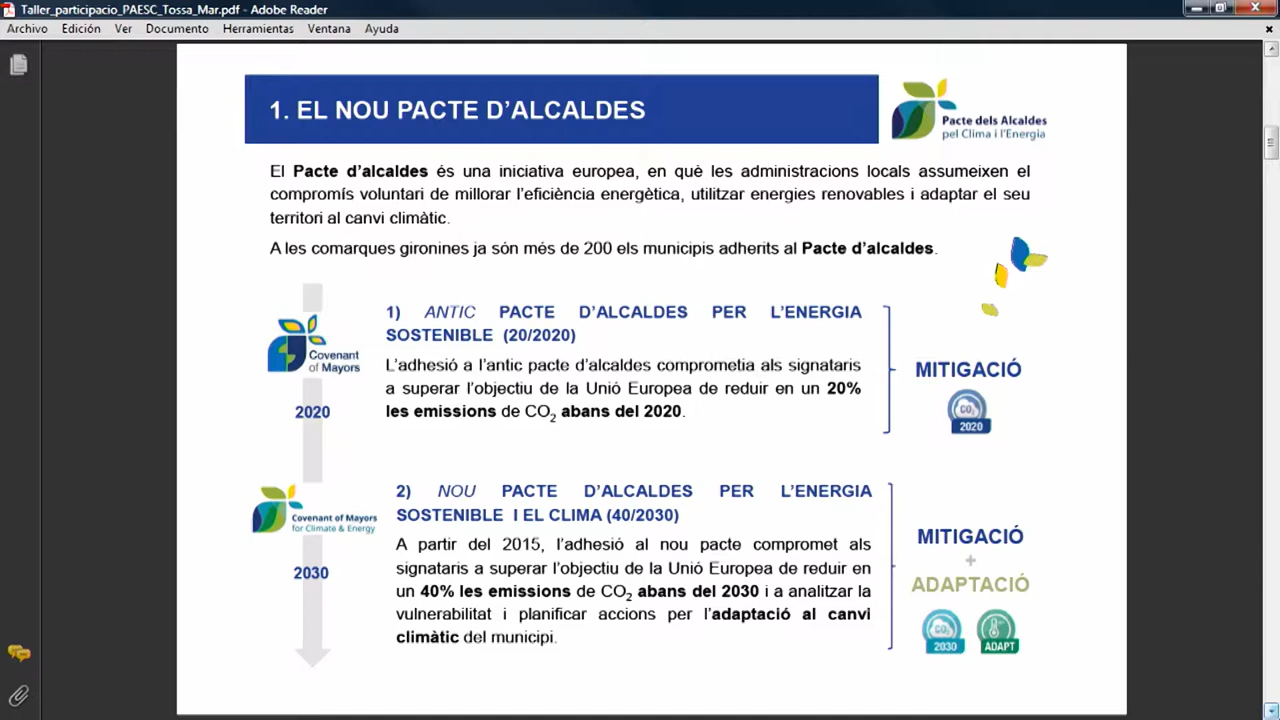 Taller_participacio_PAESC_Tossa_Mar.pdf - Adobe Reader
Archivo Edición Ver Documento Herramientas Ventana Ayuda
1. EL NOU PACTE D’ALCALDES
Pacte dels Alcaldes
pel Clima i l’Energia
El Pacte d’alcaldes és una iniciativa europea, en què les administracions locals assumeixen el
compromís voluntari de millorar l’eficiència energètica, utilitzar energies renovables i adaptar el seu
territori al canvi climàtic.
A les comarques gironines ja són més de 200 els municipis adherits al Pacte d’alcaldes.
Covenant
of Mayors
2020
1) ANTIC PACTE D’ALCALDES PER L’ENERGIA
SOSTENIBLE (20/2020)
L’adhesió a l’antic pacte d’alcaldes comprometia als signataris
a superar l’objectiu de la Unió Europea de reduir en un 20%
les emissions de CO2 abans del 2020.
MITIGACIÓ
CO2
2020
Covenant of Mayors
for Climate & Energy
2030
2) NOU PACTE D’ALCALDES PER L’ENERGIA
SOSTENIBLE I EL CLIMA (40/2030)
A partir del 2015, l’adhesió al nou pacte compromet als
signataris a superar l’objectiu de la Unió Europea de reduir en
un 40% les emissions de CO2 abans del 2030 i a analitzar la
vulnerabilitat i planificar accions per l’adaptació al canvi
climàtic del municipi.
MITIGACIÓ
+
ADAPTACIÓ
CO2
2030
ADAPT